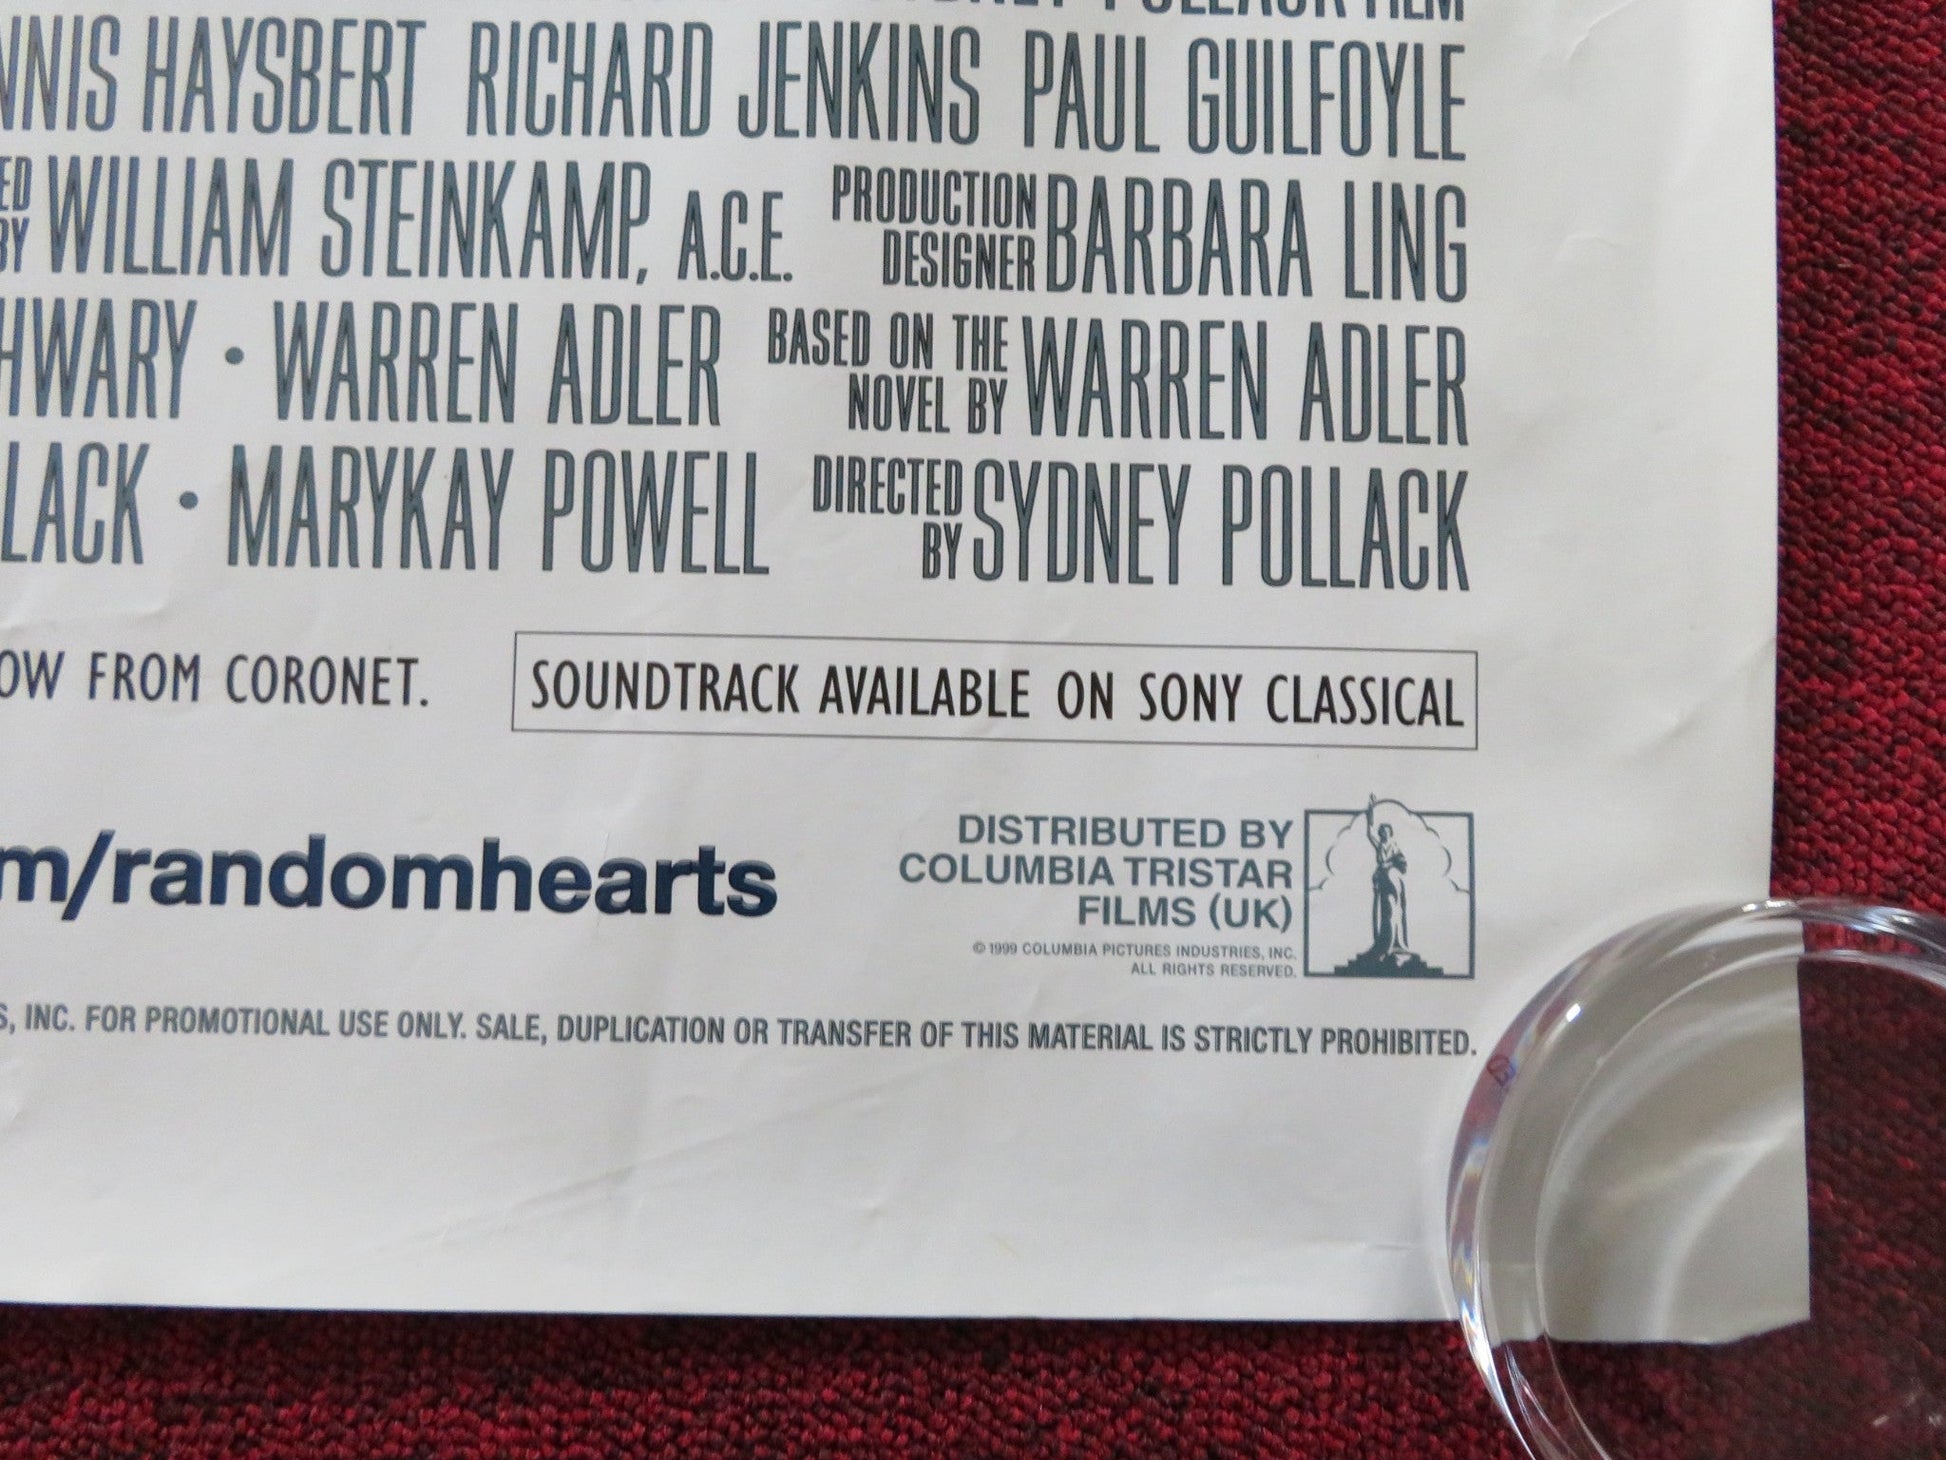 POLLACK FILM
HAYSBERT RICHARD JENKINS PAUL GUILFOYLE
BY WILLIAM STEINKAMP, A.C.E. PRODUCTION DESIGNER BARBARA LING
HWARY • WARREN ADLER BASED ON THE NOVEL BY WARREN ADLER
LACK • MARYKAY POWELL DIRECTED BY SYDNEY POLLACK
OW FROM CORONET. SOUNDTRACK AVAILABLE ON SONY CLASSICAL
m/randomhearts
DISTRIBUTED BY
COLUMBIA TRISTAR
FILMS (UK)
© 1999 COLUMBIA PICTURES INDUSTRIES, INC.
ALL RIGHTS RESERVED.
S, INC. FOR PROMOTIONAL USE ONLY. SALE, DUPLICATION OR TRANSFER OF THIS MATERIAL IS STRICTLY PROHIBITED.